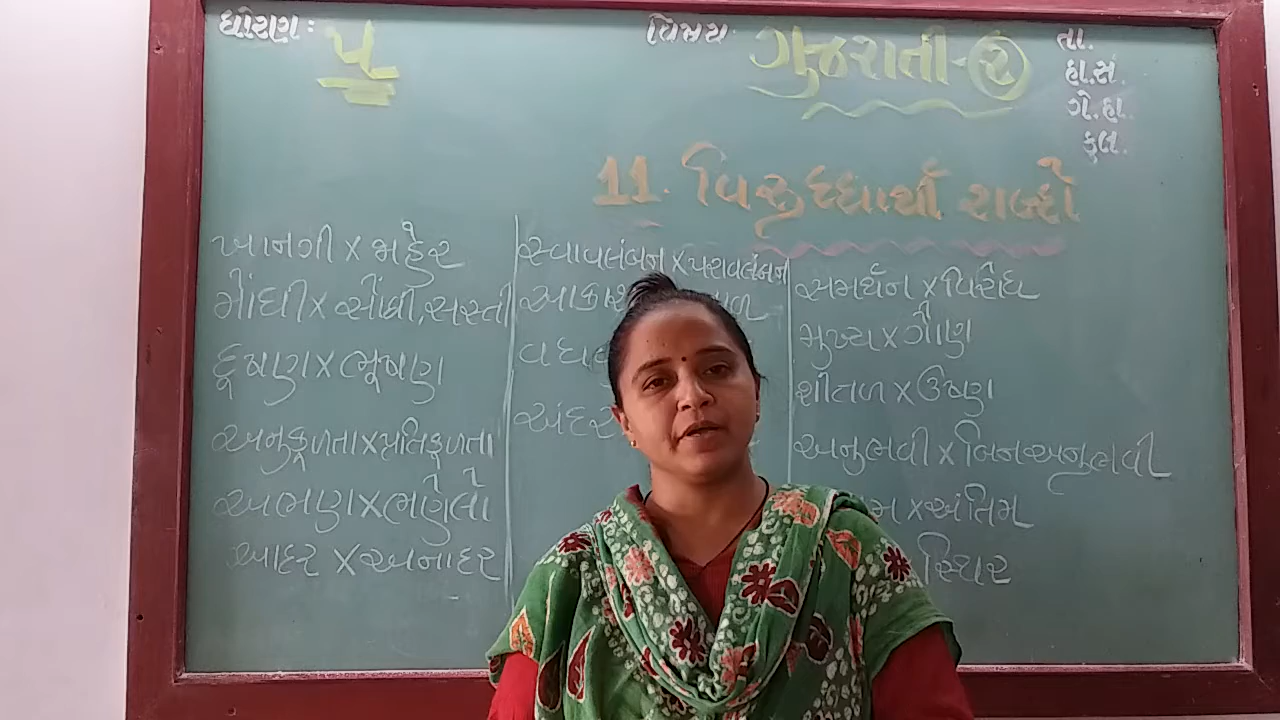 ધોરણ: ૫
વિષય ગુજરાતી-(૨)
તા.
હા.સં.
ગે.હા.
કુલ.
11. વિરુદ્ધાર્થી શબ્દો
ખાનગી x જાહેર
મોંઘી x સોંઘી, સસ્તી
દૂષણ x ભૂષણ
અનુકૂળતા x પ્રતિકૂળતા
અભણ x ભણેલો
આદર x અનાદર
સ્વાવલંબન x પરાવલંબન
અંદર
સમર્થન x વિરોધ
મુખ્ય x ગૌણ
શીતળ x ઉષ્ણ
અનુભવી x બિનઅનુભવી
x અંતિમ
સ્થિર